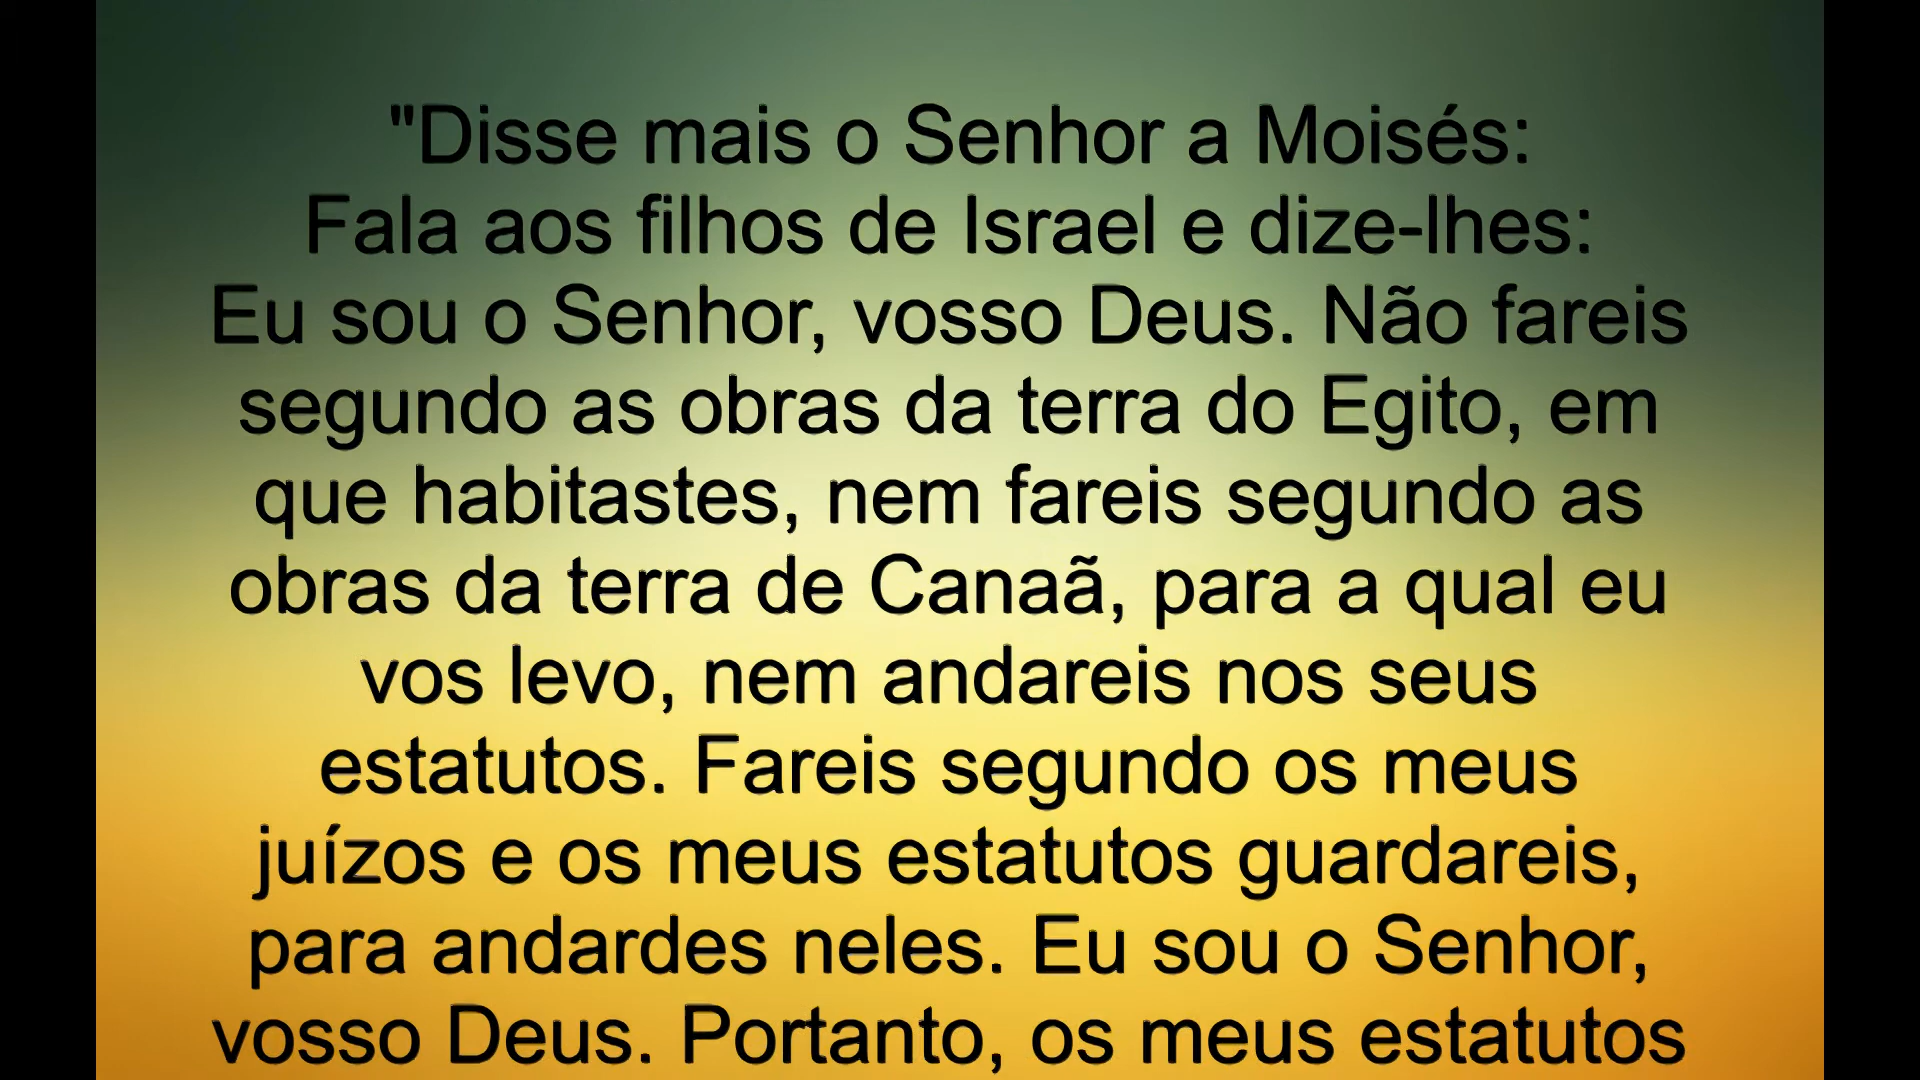 "Disse mais o Senhor a Moisés:
Fala aos filhos de Israel e dize-lhes:
Eu sou o Senhor, vosso Deus. Não fareis
segundo as obras da terra do Egito, em
que habitastes, nem fareis segundo as
obras da terra de Canaã, para a qual eu
vos levo, nem andareis nos seus
estatutos. Fareis segundo os meus
juízos e os meus estatutos guardareis,
para andardes neles. Eu sou o Senhor,
vosso Deus. Portanto, os meus estatutos